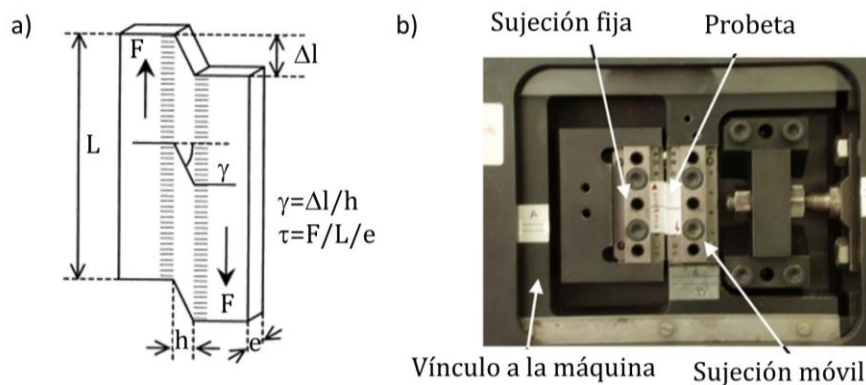 a)
F
Δl
L
γ
γ=Δl/h
τ=F/L/e
F
h
e
b)
Sujeción fija
Probeta
Vínculo a la máquina
Sujeción móvil